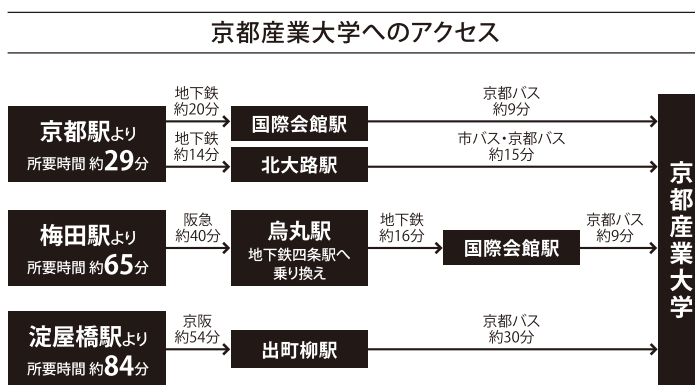 京都産業大学へのアクセス
京都駅より
所要時間 約29分
地下鉄
約20分
国際会館駅
京都バス
約9分
地下鉄
約14分
北大路駅
市バス・京都バス
約15分
梅田駅より
所要時間 約65分
阪急
約40分
烏丸駅
地下鉄四条駅へ
乗り換え
地下鉄
約16分
国際会館駅
京都バス
約9分
淀屋橋駅より
所要時間 約84分
京阪
約54分
出町柳駅
京都バス
約30分
京都産業大学